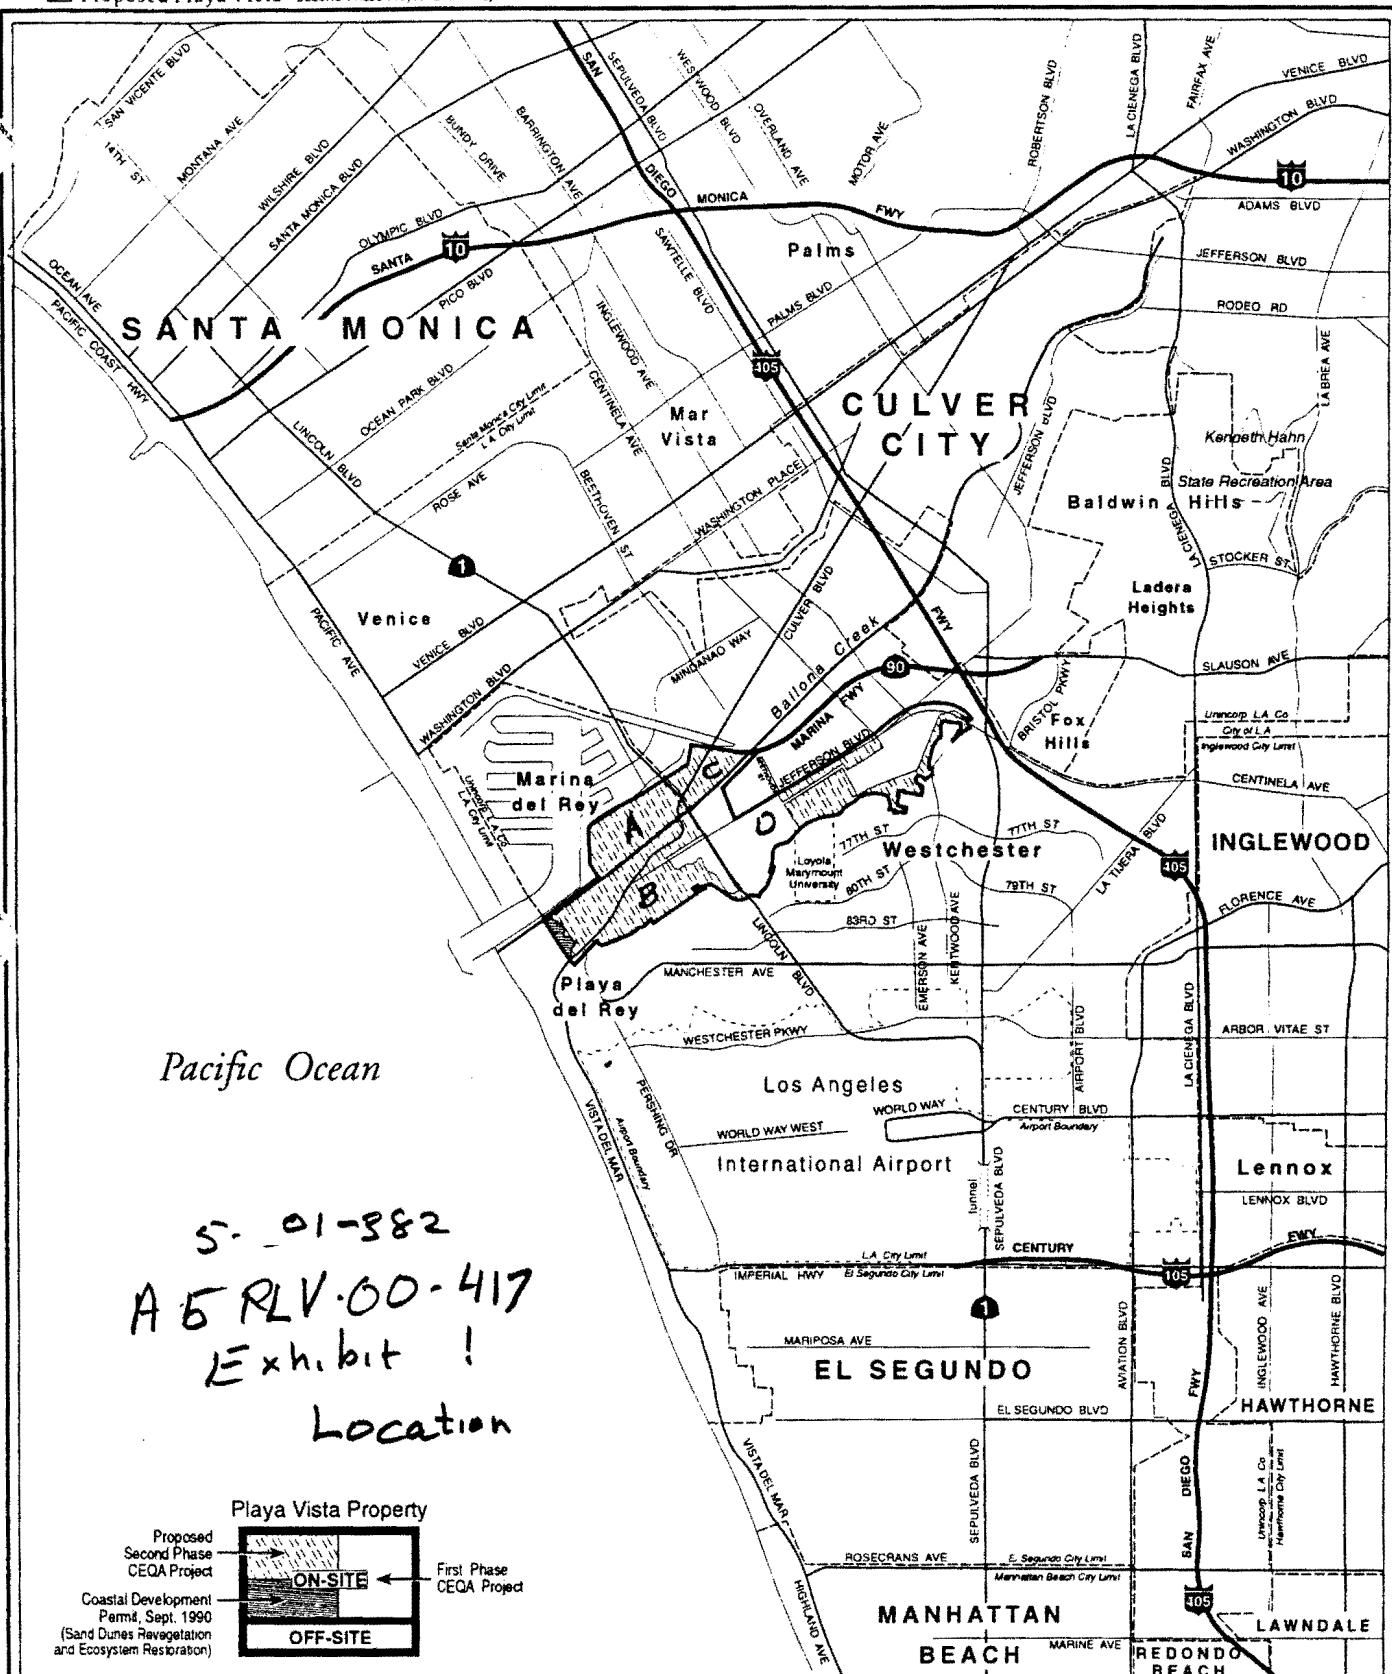 SAN VICENTE BLVD
14TH ST
MONTANA AVE
WILSHIRE BLVD
SANTA MONICA BLVD
OLYMPIC BLVD
BUNDY DRIVE
BARRINGTON AVE
SAN
DIEGO
SEPULVEDA BLVD
WESTWOOD BLVD
OVERLAND AVE
MOTOR AVE
ROBERTSON BLVD
LA CIENEGA BLVD
FAIRFAX AVE
VENICE BLVD
WASHINGTON BLVD
10
ADAMS BLVD
SANTA
10
MONICA
FWY
PICO BLVD
SAWTELLE BLVD
Palms
PALMS BLVD
JEFFERSON BLVD
RODEO RD
LA BREA AVE
OCEAN AVE
PACIFIC COAST HWY
SANTA MONICA
INGLEWOOD AVE
CENTINELA AVE
405
OCEAN PARK BLVD
Santa Monica City Limit
L.A. City Limit
LINCOLN BLVD
ROSE AVE
BEETHOVEN ST
Mar
Vista
CULVER
CITY
JEFFERSON BLVD
Kenneth Hahn
State Recreation Area
Baldwin Hills
LA CIENEGA BLVD
STOCKER ST
WASHINGTON PLACE
1
Venice
PACIFIC AVE
VENICE BLVD
WASHINGTON BLVD
MINDANAO WAY
CULVER BLVD
Ballona Creek
FWY
Ladera
Heights
90
MARINA FWY
SLAUSON AVE
BRISTOL PKWY
Fox
Hills
Unincorp. L.A. Co
City of L.A
Inglewood City Limit
CENTINELA AVE
Marina
del Rey
Unincorp. L.A. Co.
L.A. City Limit
JEFFERSON BLVD
A
B
C
D
77TH ST
77TH ST
Westchester
LA TIJERA BLVD
405
INGLEWOOD
Loyola
Marymount
University
80TH ST
79TH ST
83RD ST
EMERSON AVE
KENTWOOD AVE
FLORENCE AVE
LINCOLN BLVD
MANCHESTER AVE
Playa
del Rey
WESTCHESTER PKWY
AIRPORT BLVD
LA CIENEGA BLVD
ARBOR VITAE ST
Pacific Ocean
PERSHING DR
VISTA DEL MAR
Airport Boundary
Los Angeles
International Airport
WORLD WAY
WORLD WAY WEST
CENTURY BLVD
Airport Boundary
Tunnel
SEPULVEDA BLVD
Lennox
LENNOX BLVD
5- 01-382
A 5 PLV-00-417
Exhibit 1
Location
L.A. City Limit
El Segundo City Limit
IMPERIAL HWY
CENTURY
FWY
105
1
MARIPOSA AVE
EL SEGUNDO
AVIATION BLVD
INGLEWOOD AVE
HAWTHORNE BLVD
FWY
HAWTHORNE
EL SEGUNDO BLVD
VISTA DEL MAR
SEPULVEDA BLVD
SAN DIEGO
Unincorp. L.A. Co
Hawthorne City Limit
Playa Vista Property
Proposed
Second Phase
CEQA Project
ON-SITE
First Phase
CEQA Project
Coastal Development
Permit, Sept. 1990
(Sand Dunes Revegetation
and Ecosystem Restoration)
OFF-SITE
ROSECRANS AVE
E. Segundo City Limit
Manhattan Beach City Limit
HIGHLAND AVE
MANHATTAN
BEACH
MARINE AVE
405
LAWNDALE
REDONDO
BEACH